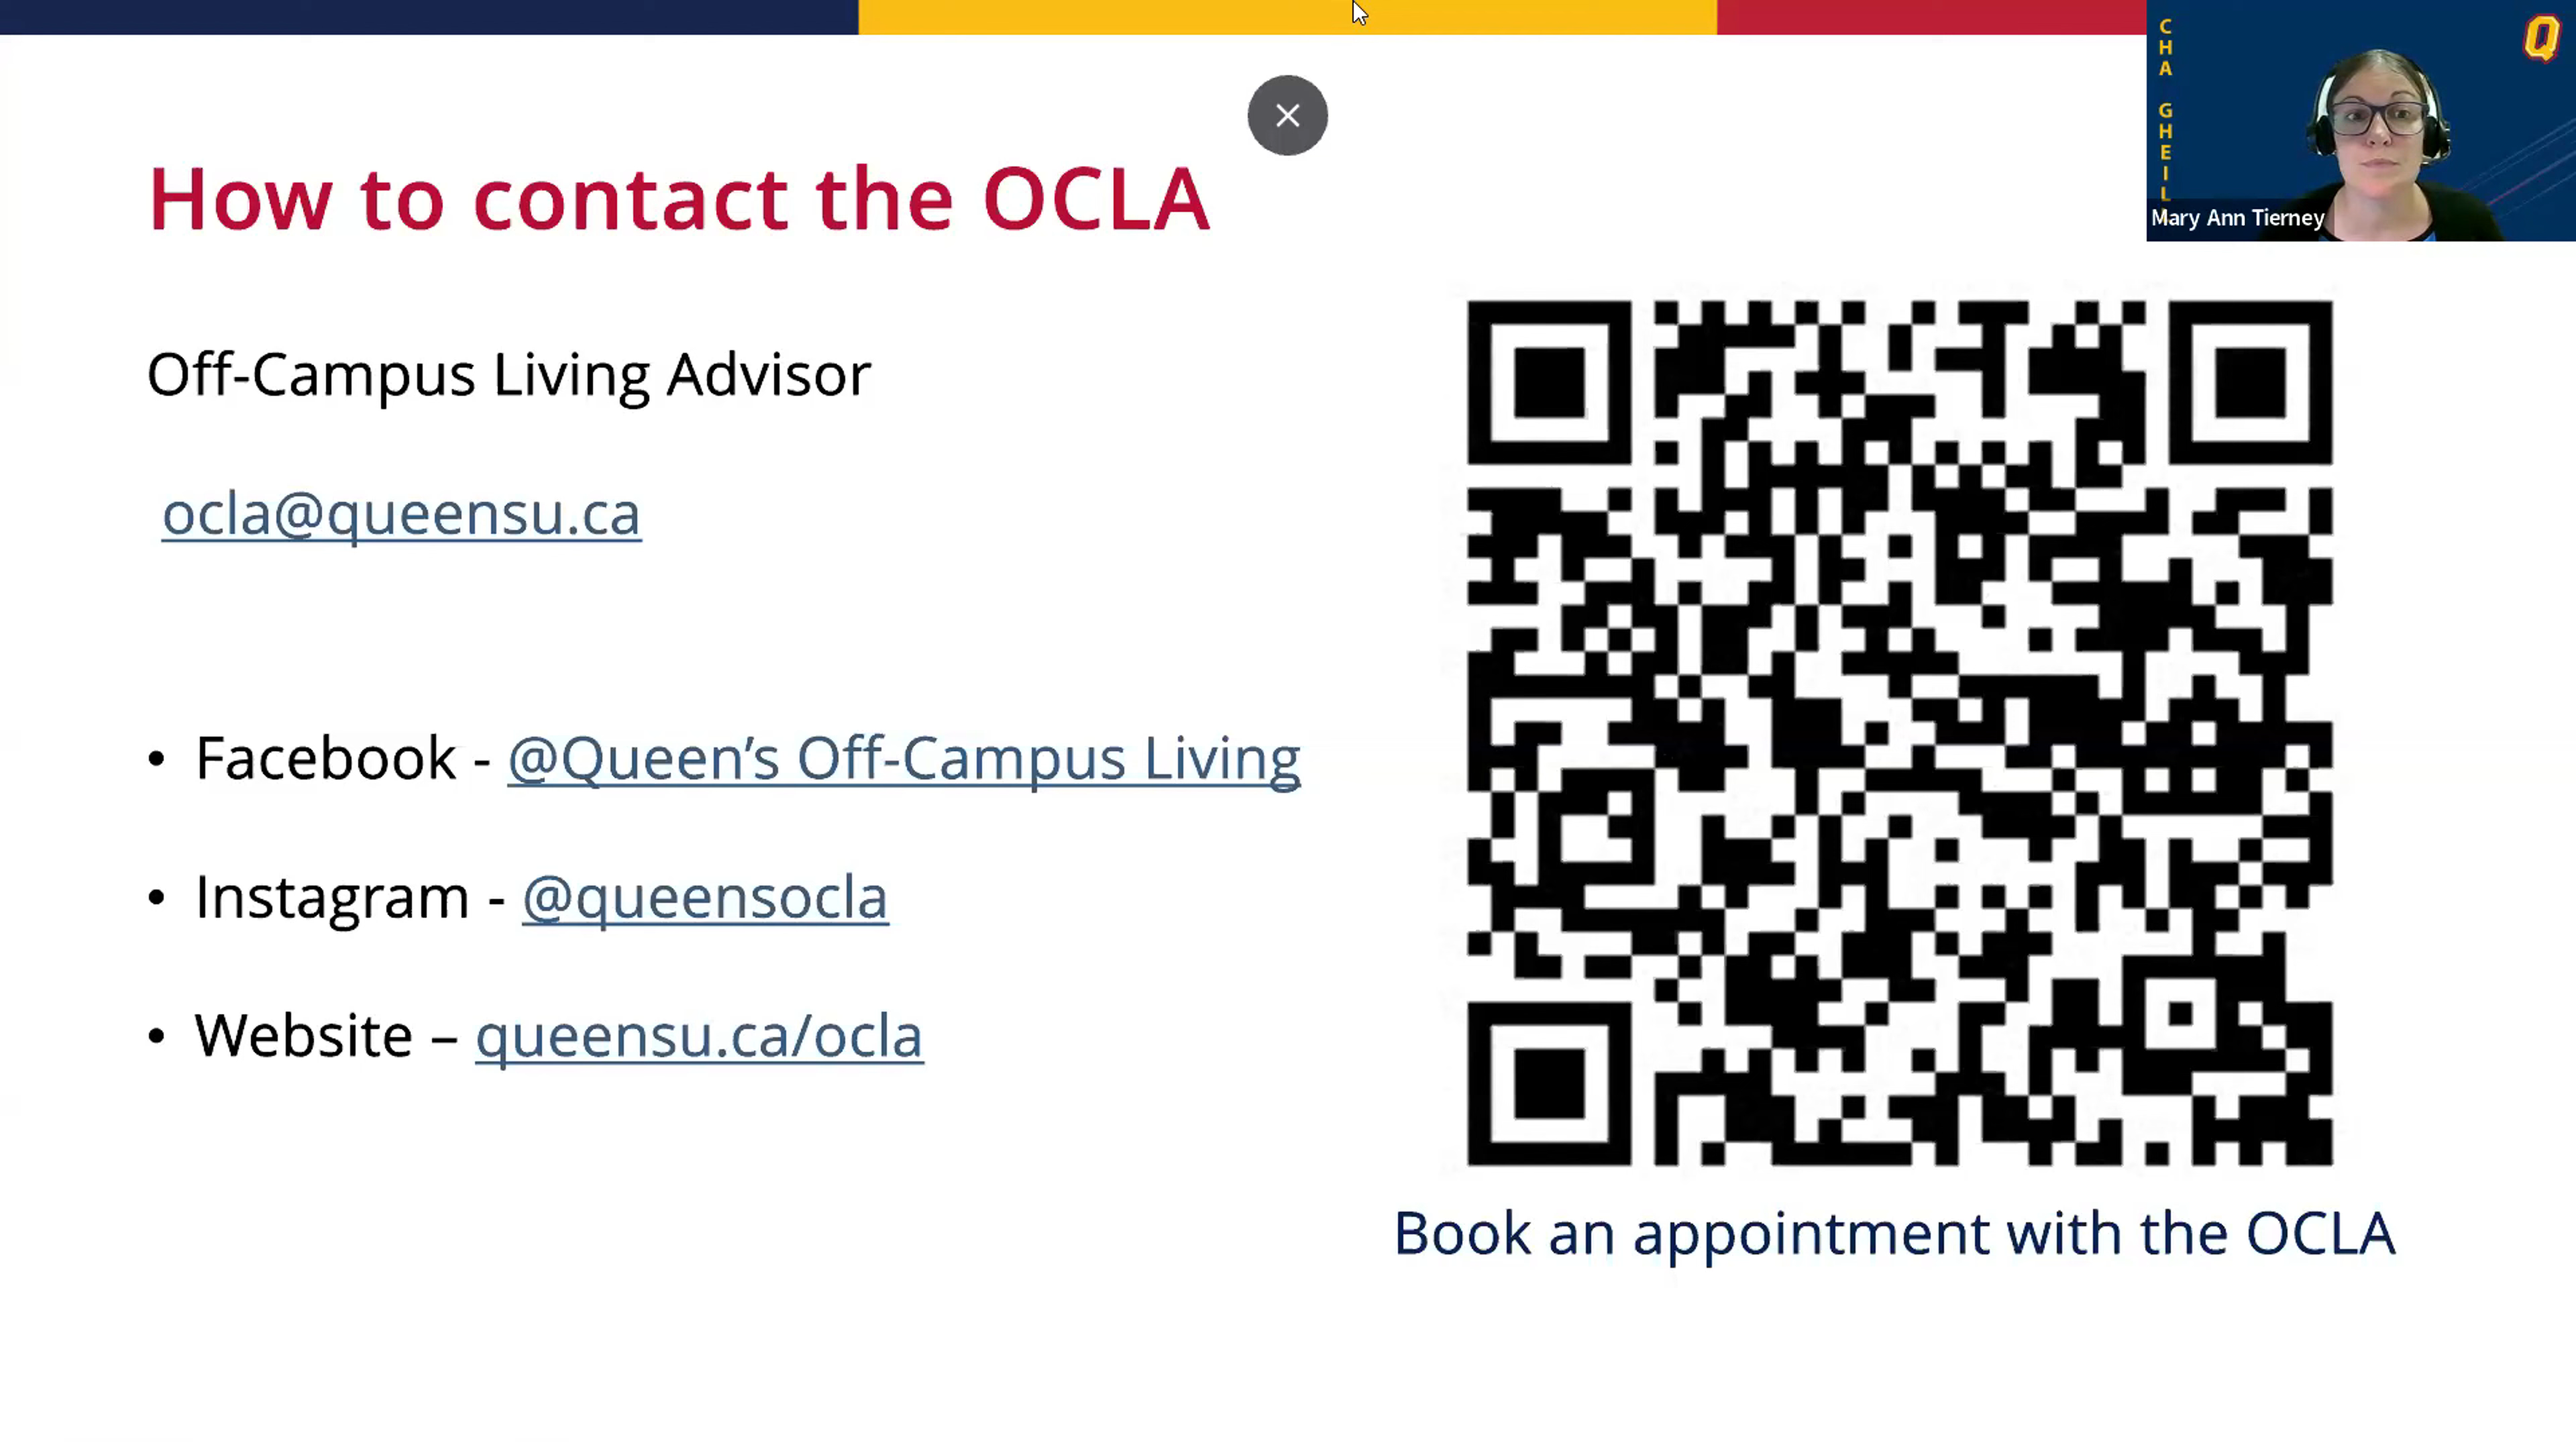 How to contact the OCLA
Off-Campus Living Advisor
ocla@queensu.ca
• Facebook - @Queen’s Off-Campus Living
• Instagram - @queensocla
• Website – queensu.ca/ocla
Book an appointment with the OCLA
CHA GHEIL
Q
Mary Ann Tierney